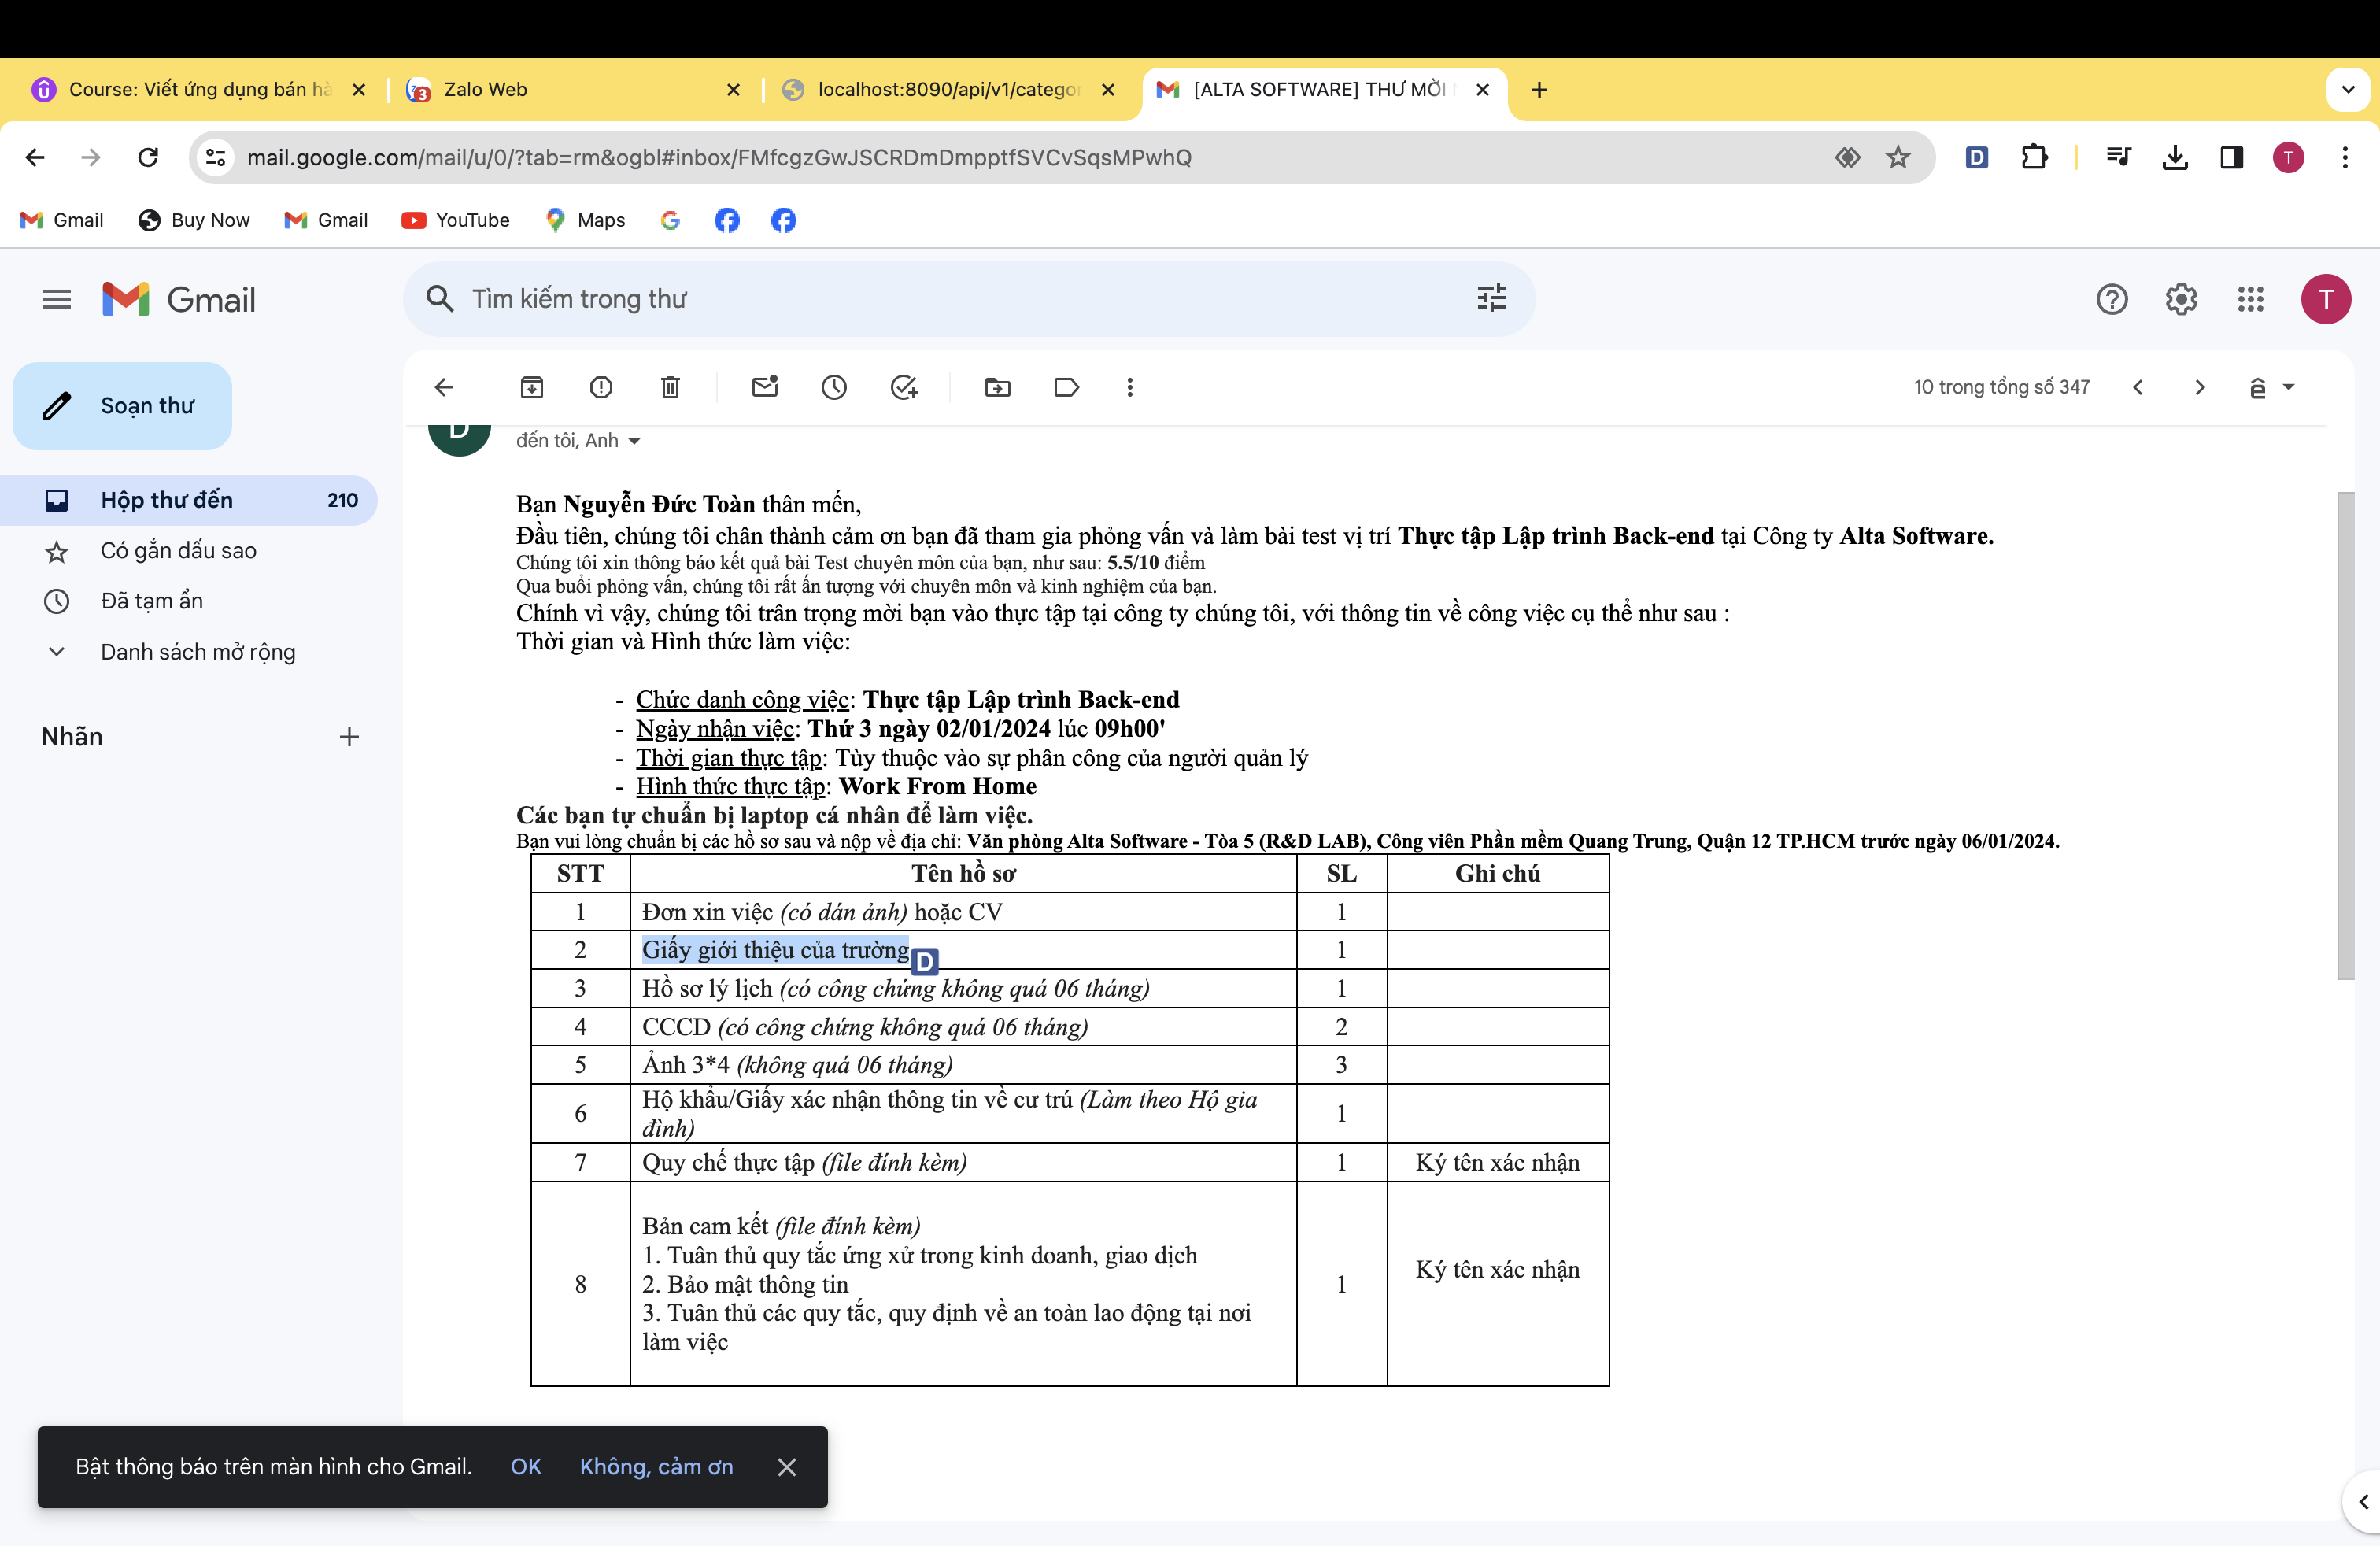 Course: Viết ứng dụng bán hà
Zalo Web
localhost:8090/api/v1/categor
[ALTA SOFTWARE] THƯ MỜI
mail.google.com/mail/u/0/?tab=rm&ogbl#inbox/FMfcgzGwJSCRDmDmpptfSVCvSqsMPwhQ
D
T
Gmail
Buy Now
Gmail
YouTube
Maps
Gmail
Tìm kiếm trong thư
T
Soạn thư
10 trong tổng số 347
Hộp thư đến 210
Có gắn dấu sao
Đã tạm ẩn
Danh sách mở rộng
Nhãn
D
đến tôi, Anh
Bạn Nguyễn Đức Toàn thân mến,
Đầu tiên, chúng tôi chân thành cảm ơn bạn đã tham gia phỏng vấn và làm bài test vị trí Thực tập Lập trình Back-end tại Công ty Alta Software.
Chúng tôi xin thông báo kết quả bài Test chuyên môn của bạn, như sau: 5.5/10 điểm
Qua buổi phỏng vấn, chúng tôi rất ấn tượng với chuyên môn và kinh nghiệm của bạn.
Chính vì vậy, chúng tôi trân trọng mời bạn vào thực tập tại công ty chúng tôi, với thông tin về công việc cụ thể như sau :
Thời gian và Hình thức làm việc:
- Chức danh công việc: Thực tập Lập trình Back-end
- Ngày nhận việc: Thứ 3 ngày 02/01/2024 lúc 09h00'
- Thời gian thực tập: Tùy thuộc vào sự phân công của người quản lý
- Hình thức thực tập: Work From Home
Các bạn tự chuẩn bị laptop cá nhân để làm việc.
Bạn vui lòng chuẩn bị các hồ sơ sau và nộp về địa chỉ: Văn phòng Alta Software - Tòa 5 (R&D LAB), Công viên Phần mềm Quang Trung, Quận 12 TP.HCM trước ngày 06/01/2024.
STT Tên hồ sơ SL Ghi chú
1 Đơn xin việc (có dán ảnh) hoặc CV 1
2 Giấy giới thiệu của trường D 1
3 Hồ sơ lý lịch (có công chứng không quá 06 tháng) 1
4 CCCD (có công chứng không quá 06 tháng) 2
5 Ảnh 3*4 (không quá 06 tháng) 3
6 Hộ khẩu/Giấy xác nhận thông tin về cư trú (Làm theo Hộ gia
đình) 1
7 Quy chế thực tập (file đính kèm) 1 Ký tên xác nhận
8 Bản cam kết (file đính kèm)
1. Tuân thủ quy tắc ứng xử trong kinh doanh, giao dịch
2. Bảo mật thông tin
3. Tuân thủ các quy tắc, quy định về an toàn lao động tại nơi
làm việc
1 Ký tên xác nhận
Bật thông báo trên màn hình cho Gmail. OK Không, cảm ơn